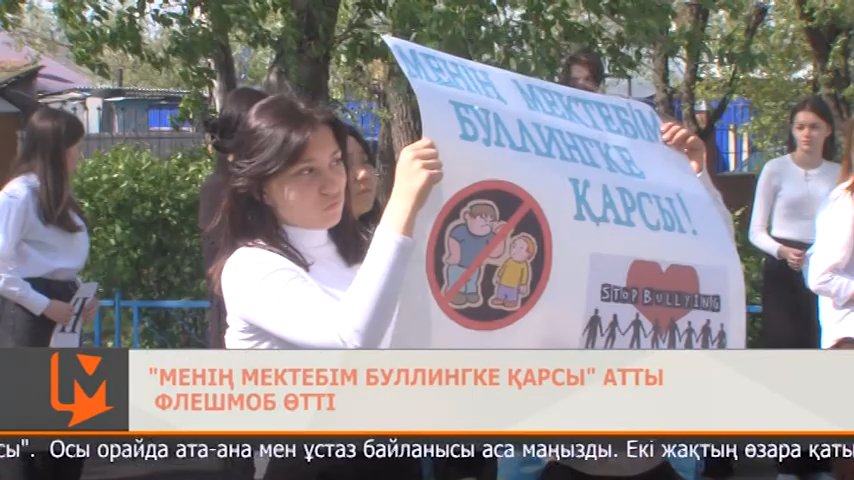 МЕНІҢ МЕКТЕБІМ
БУЛЛИНГКЕ
ҚАРСЫ!
STOP BULLYING
"МЕНІҢ МЕКТЕБІМ БУЛЛИНГКЕ ҚАРСЫ" АТТЫ
ФЛЕШМОБ ӨТТІ
сы". Осы орайда ата-ана мен ұстаз байланысы аса маңызды. Екі жақтың өзара қаты